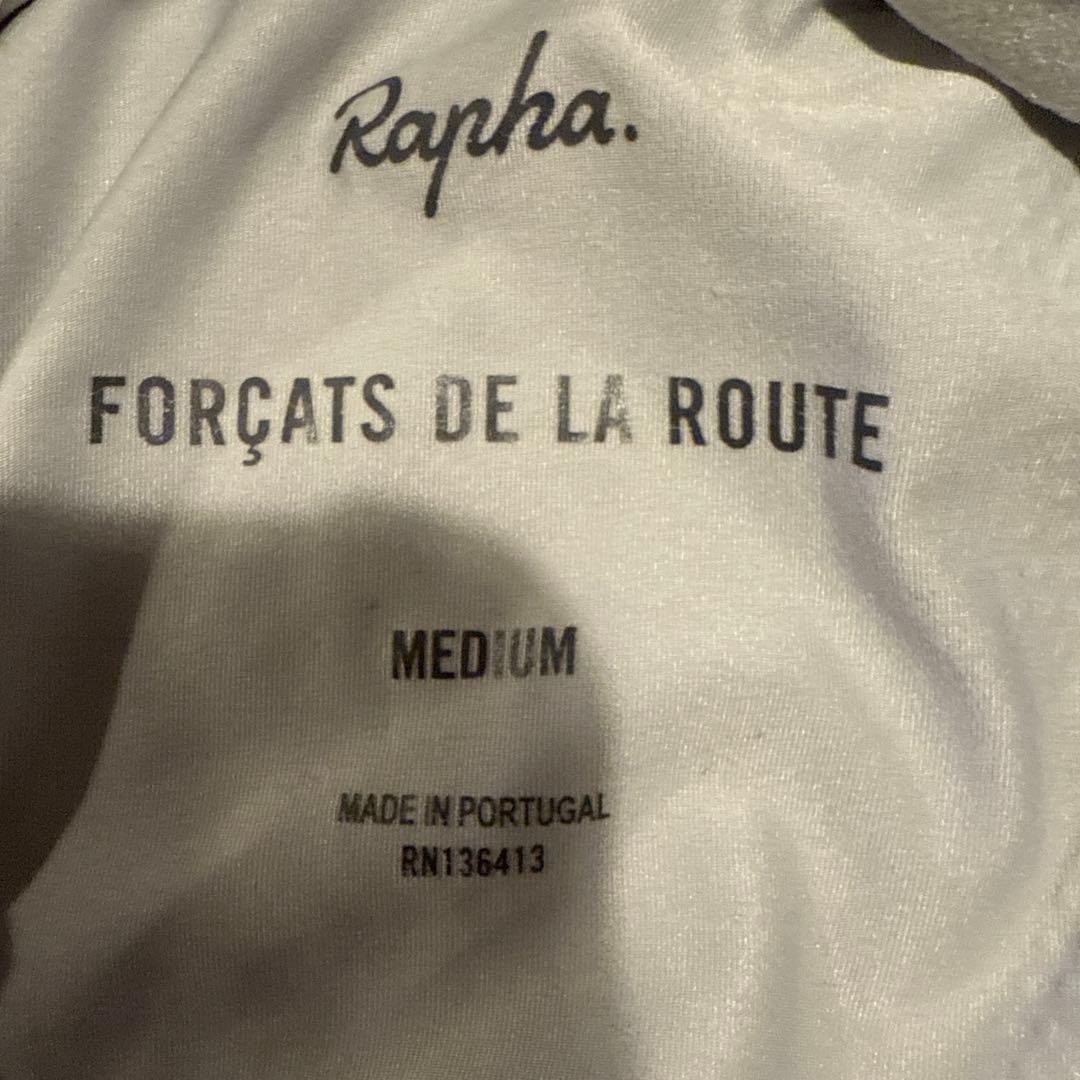 Rapha.
FORÇATS DE LA ROUTE
MEDIUM
MADE IN PORTUGAL
RN136413